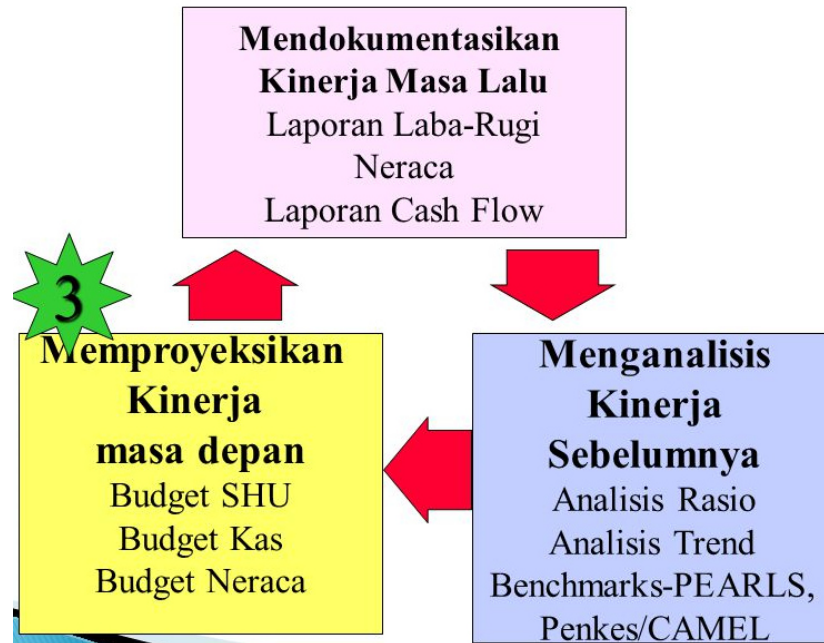 Mendokumentasikan
Kinerja Masa Lalu
Laporan Laba-Rugi
Neraca
Laporan Cash Flow
3
Memproyeksikan
Kinerja
masa depan
Budget SHU
Budget Kas
Budget Neraca
Menganalisis
Kinerja
Sebelumnya
Analisis Rasio
Analisis Trend
Benchmarks-PEARLS,
Penkes/CAMEL